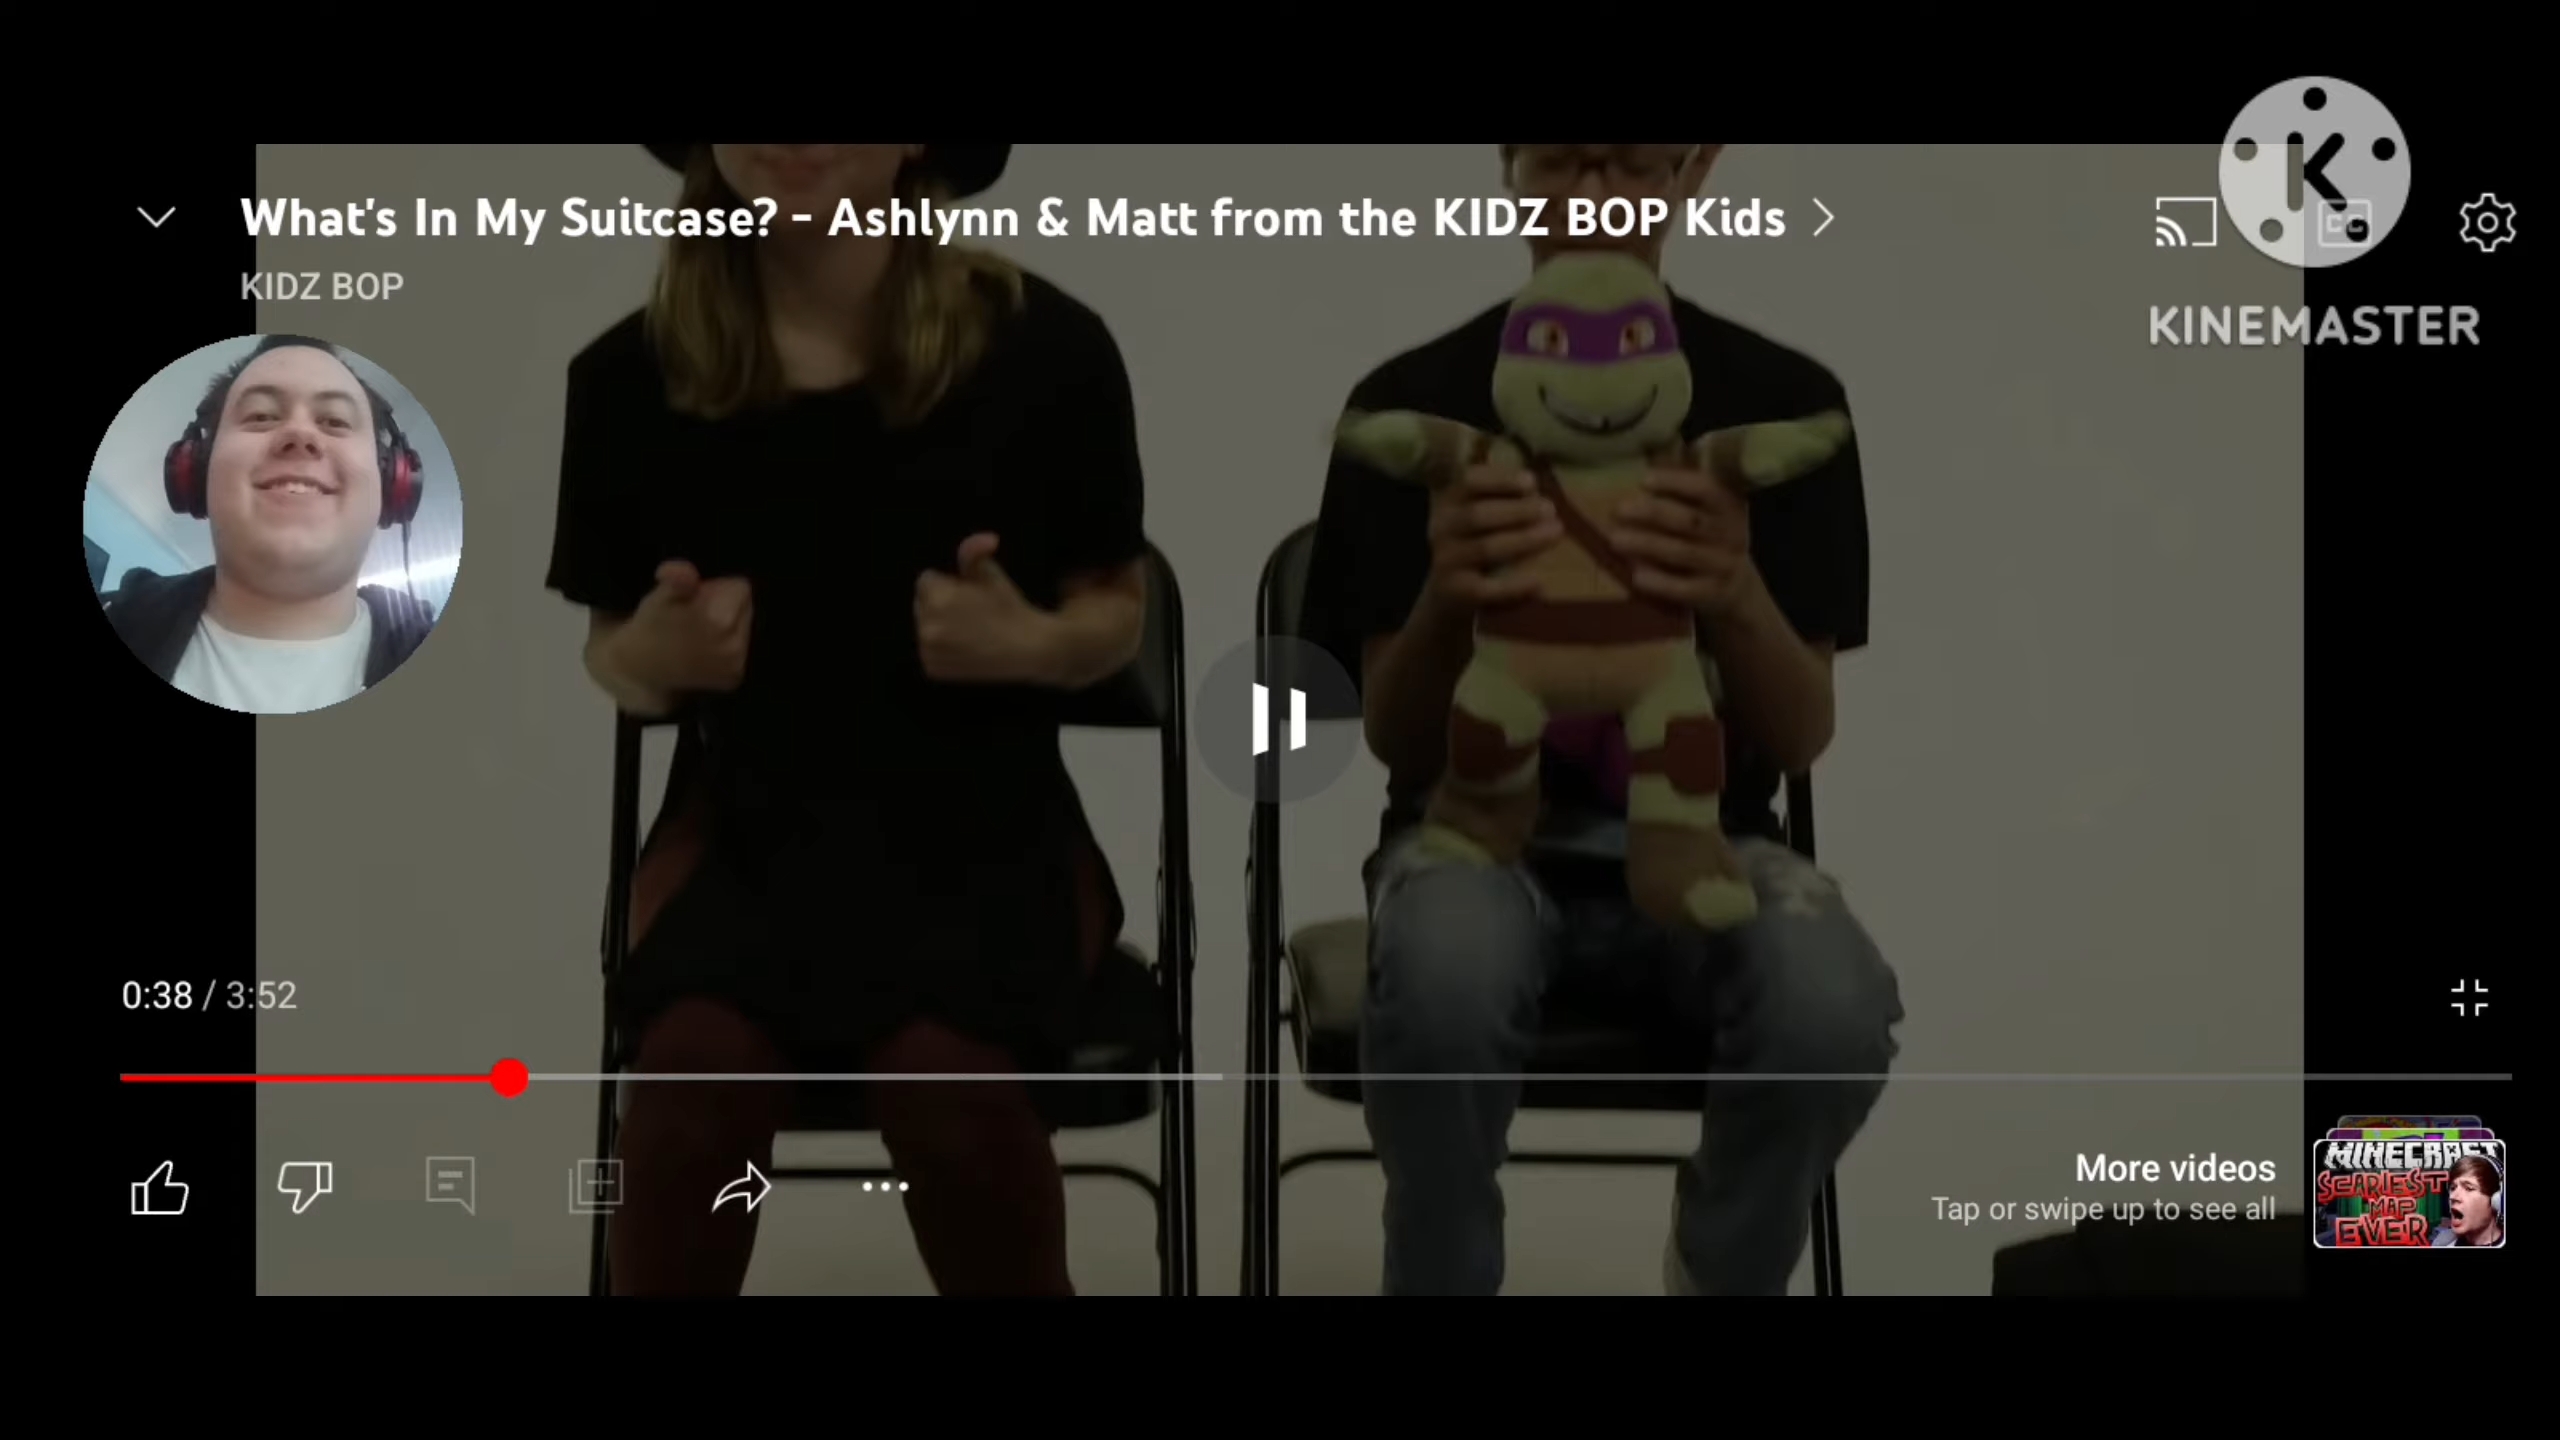 What's In My Suitcase? - Ashlynn & Matt from the KIDZ BOP Kids
KIDZ BOP
K
CC
KINEMASTER
0:38 / 3:52
More videos
Tap or swipe up to see all
MINECRAFT
SCARIEST
MAP
EVER